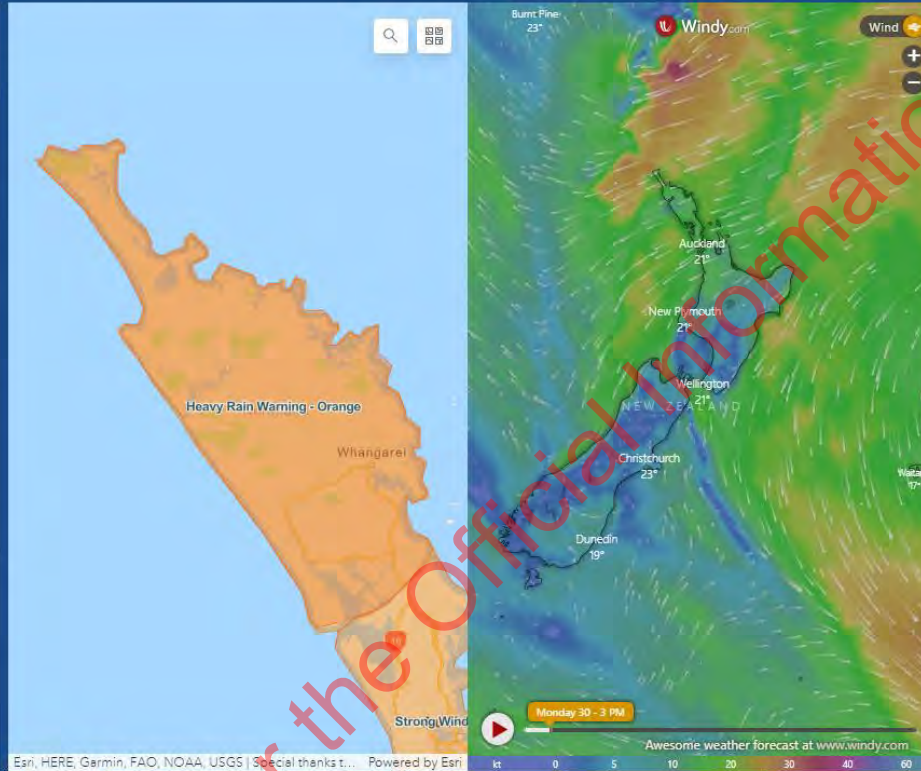 Heavy Rain Warning - Orange
Whangarei
16
Strong Wind
Esri, HERE, Garmin, FAO, NOAA, USGS | Special thanks t...
Powered by Esri
Burnt Pine
23°
Windy.com
Wind
+
−
Auckland
21°
New Plymouth
21°
Wellington
21°
NEW ZEALAND
Christchurch
23°
Dunedin
19°
17°
Monday 30 - 3 PM
Awesome weather forecast at www.windy.com
kt 0 5 10 20 30 40 60
the Official Informatio